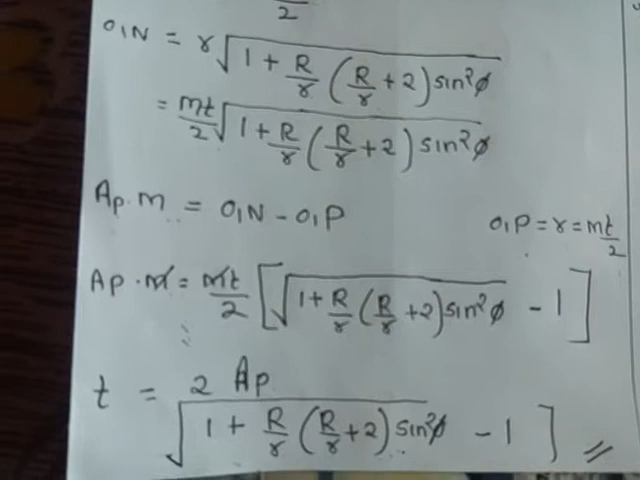 2
O₁N = r√(1 + R/r (R/r + 2) sin²φ)
= mt/2 √(1 + R/r (R/r + 2) sin²φ)
Ap.m = O₁N - O₁P
O₁P = r = mt/2
Ap.m = mt/2 [√(1 + R/r (R/r + 2) sin²φ) - 1]
t = 2 Ap
√(1 + R/r (R/r + 2) sin²φ) - 1]